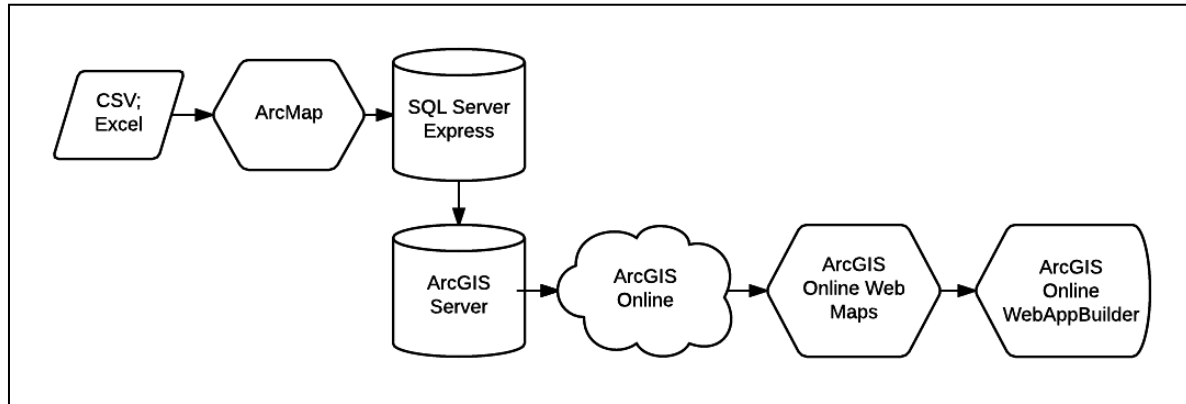 CSV;
Excel
ArcMap
SQL Server
Express
ArcGIS
Server
ArcGIS
Online
ArcGIS
Online Web
Maps
ArcGIS
Online
WebAppBuilder